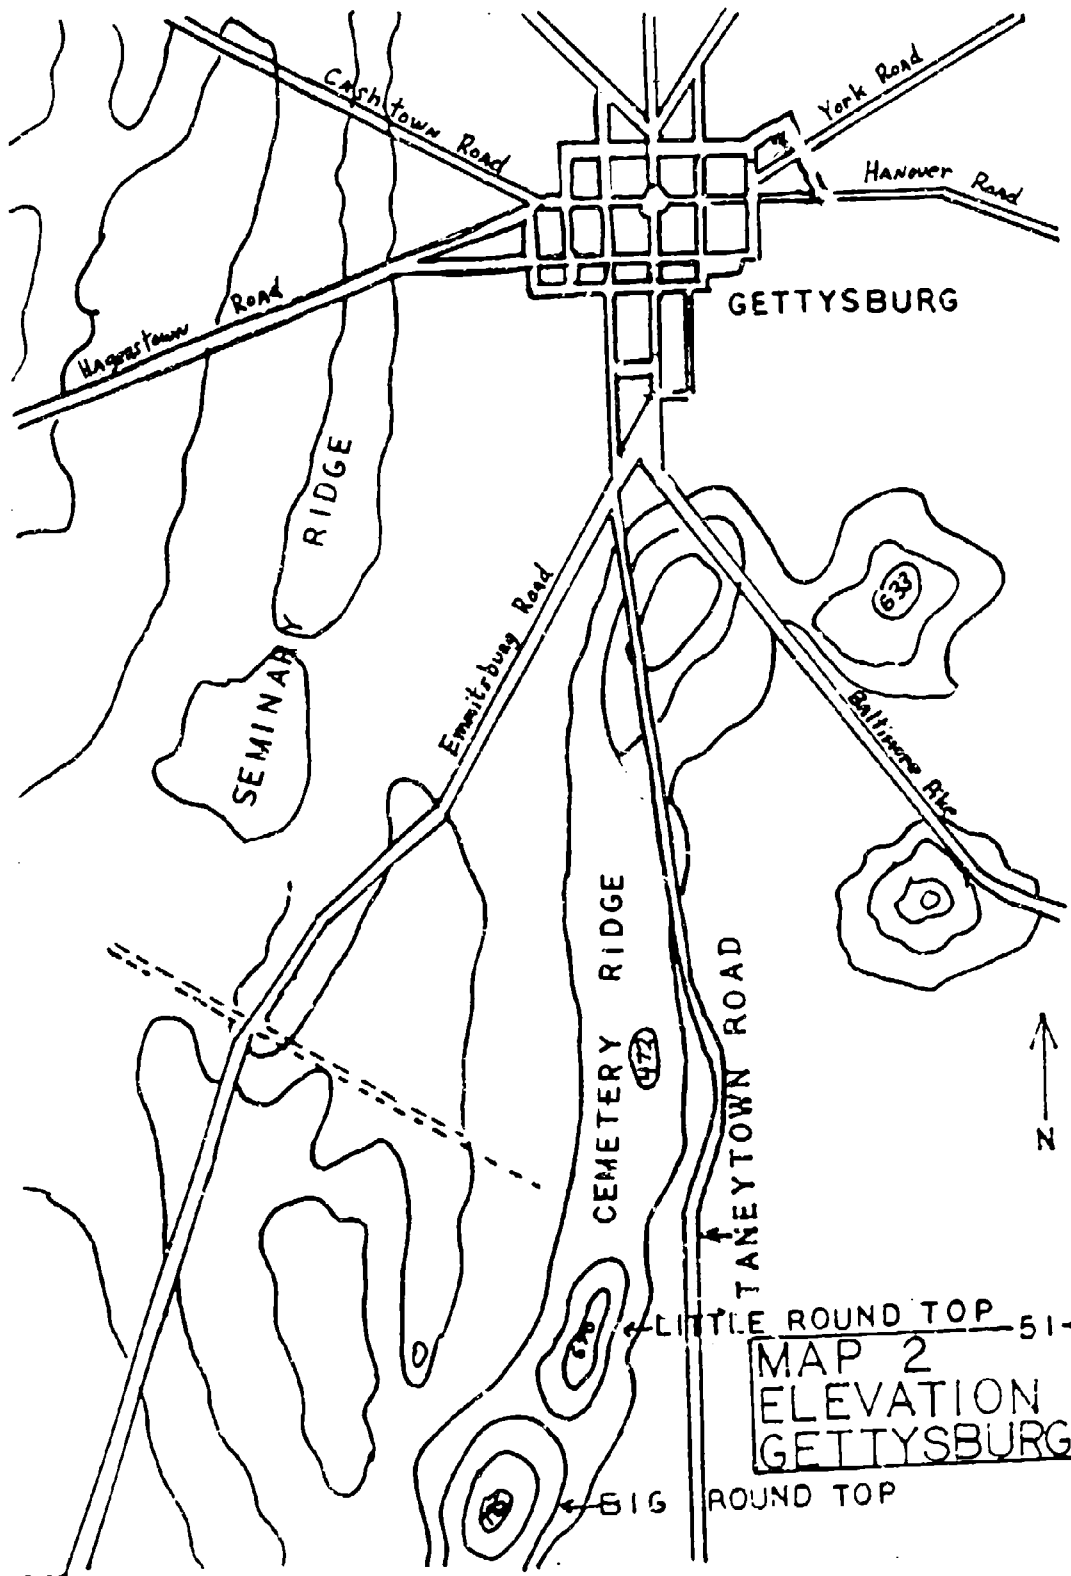 Cashtown Road
York Road
Hanover Road
GETTYSBURG
Hagerstown Road
SEMINARY RIDGE
Emmitsburg Road
633
Baltimore Pike
CEMETERY RIDGE
473
TANEYTOWN ROAD
N
LITTLE ROUND TOP
51
MAP 2
ELEVATION
GETTYSBURG
BIG ROUND TOP